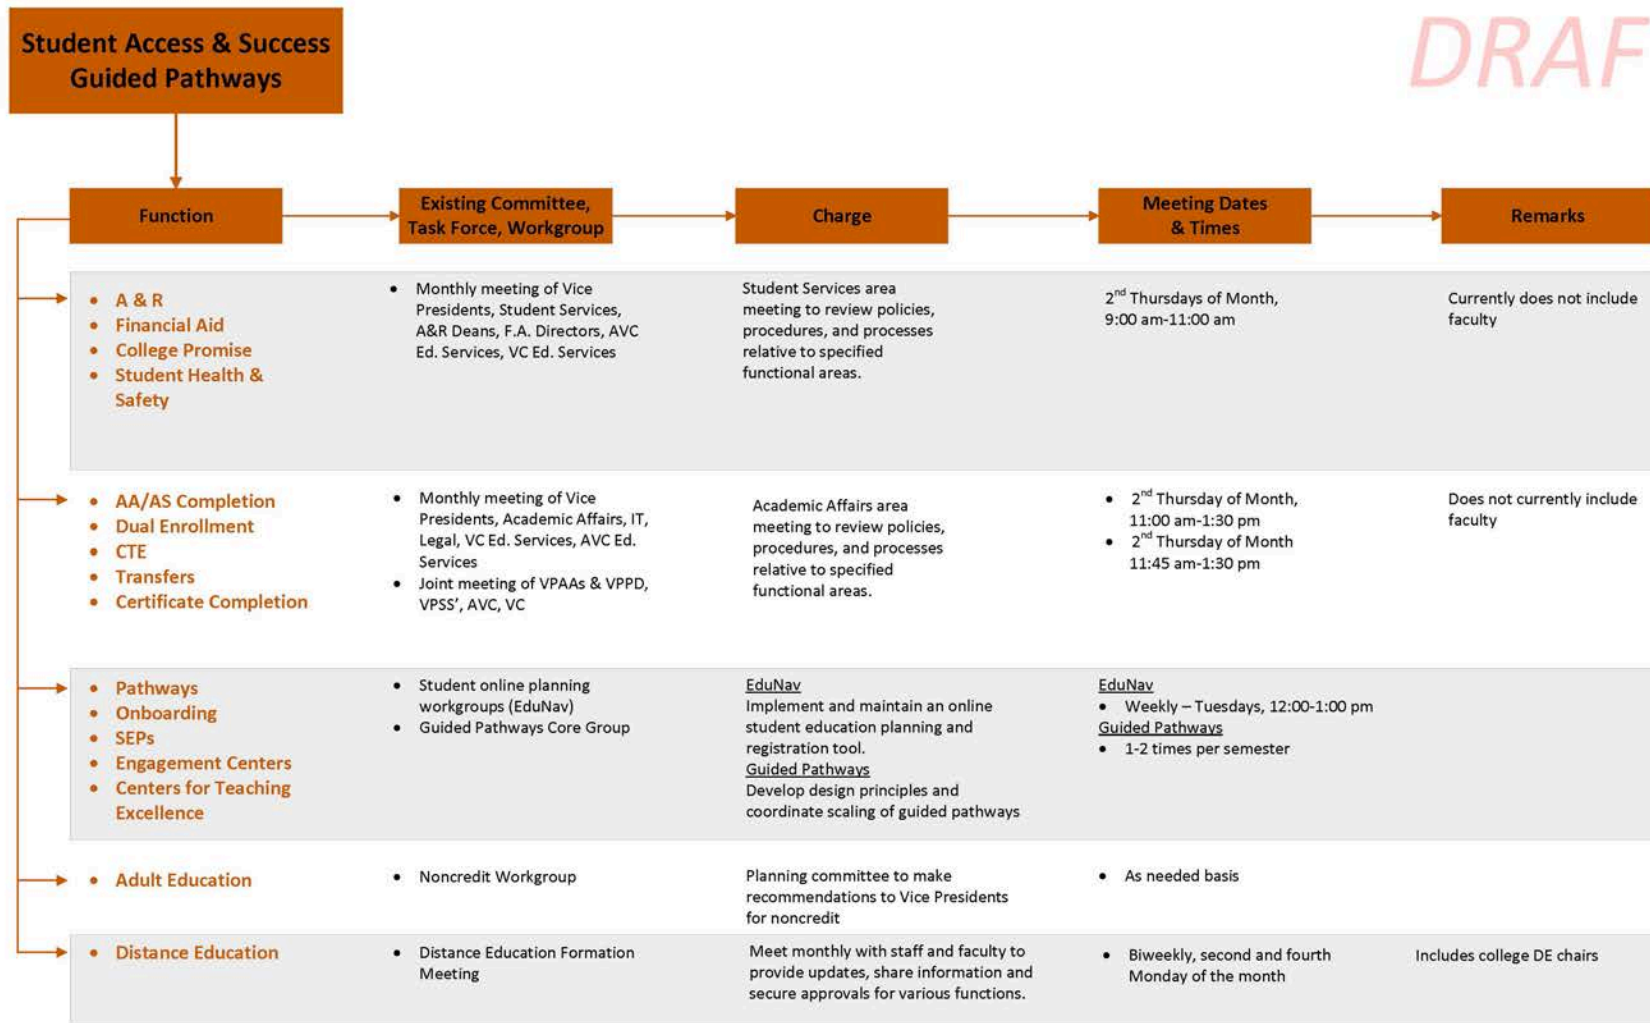 Student Access & Success
Guided Pathways
DRAF
Function
Existing Committee,
Task Force, Workgroup
Charge
Meeting Dates
& Times
Remarks
• A & R
• Financial Aid
• College Promise
• Student Health &
Safety
• Monthly meeting of Vice
Presidents, Student Services,
A&R Deans, F.A. Directors, AVC
Ed. Services, VC Ed. Services
Student Services area
meeting to review policies,
procedures, and processes
relative to specified
functional areas.
2nd Thursdays of Month,
9:00 am-11:00 am
Currently does not include
faculty
• AA/AS Completion
• Dual Enrollment
• CTE
• Transfers
• Certificate Completion
• Monthly meeting of Vice
Presidents, Academic Affairs, IT,
Legal, VC Ed. Services, AVC Ed.
Services
• Joint meeting of VPAAs & VPPD,
VPSS’, AVC, VC
Academic Affairs area
meeting to review policies,
procedures, and processes
relative to specified
functional areas.
• 2nd Thursday of Month,
11:00 am-1:30 pm
• 2nd Thursday of Month
11:45 am-1:30 pm
Does not currently include
faculty
• Pathways
• Onboarding
• SEPs
• Engagement Centers
• Centers for Teaching
Excellence
• Student online planning
workgroups (EduNav)
• Guided Pathways Core Group
EduNav
Implement and maintain an online
student education planning and
registration tool.
Guided Pathways
Develop design principles and
coordinate scaling of guided pathways
EduNav
• Weekly – Tuesdays, 12:00-1:00 pm
Guided Pathways
• 1-2 times per semester
• Adult Education
• Noncredit Workgroup
Planning committee to make
recommendations to Vice Presidents
for noncredit
• As needed basis
• Distance Education
• Distance Education Formation
Meeting
Meet monthly with staff and faculty to
provide updates, share information and
secure approvals for various functions.
• Biweekly, second and fourth
Monday of the month
Includes college DE chairs